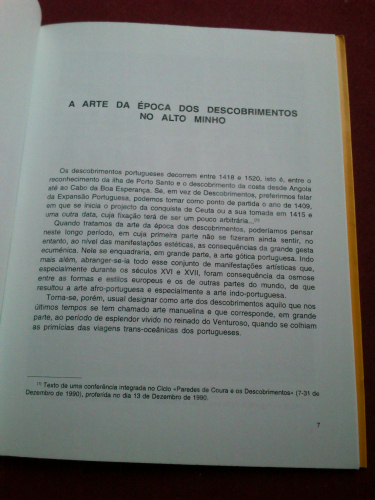 A ARTE DA ÉPOCA DOS DESCOBRIMENTOS
NO ALTO MINHO
Os descobrimentos portugueses decorrem entre 1418 e 1520, isto é, entre o
reconhecimento da ilha de Porto Santo e o descobrimento da costa desde Angola
até ao Cabo da Boa Esperança. Se, em vez de Descobrimentos, preferirmos falar
da Expansão Portuguesa, podemos tomar como ponto de partida o ano de 1409,
em que se inicia o projecto da conquista de Ceuta ou a sua tomada em 1415 e
uma outra data, cuja fixação terá de ser um pouco arbitrária...(1)
Quando tratamos da arte da época dos descobrimentos, poderíamos pensar
neste longo período, em cuja primeira parte não se fizeram ainda sentir, no
entanto, ao nível das manifestações estéticas, as consequências da grande gesta
ecuménica. Nele se enquadraria, em grande parte, a arte gótica portuguesa. Indo
mais além, abranger-se-ia todo esse conjunto de manifestações artísticas que,
especialmente durante os séculos XVI e XVII, foram consequência da osmose
entre as formas e estilos europeus e os de outras partes do mundo, de que
resultou a arte afro-portuguesa e especialmente a arte indo-portuguesa.
Torna-se, porém, usual designar como arte dos descobrimentos aquilo que nos
últimos tempos se tem chamado arte manuelina e que corresponde, em grande
parte, ao período de esplendor vivido no reinado do Venturoso, quando se colhiam
as primícias das viagens trans-oceânicas dos portugueses.
(1) Texto de uma conferência integrada no Ciclo «Paredes de Coura e os Descobrimentos» (7-31 de
Dezembro de 1990), proferida no dia 13 de Dezembro de 1990.
7